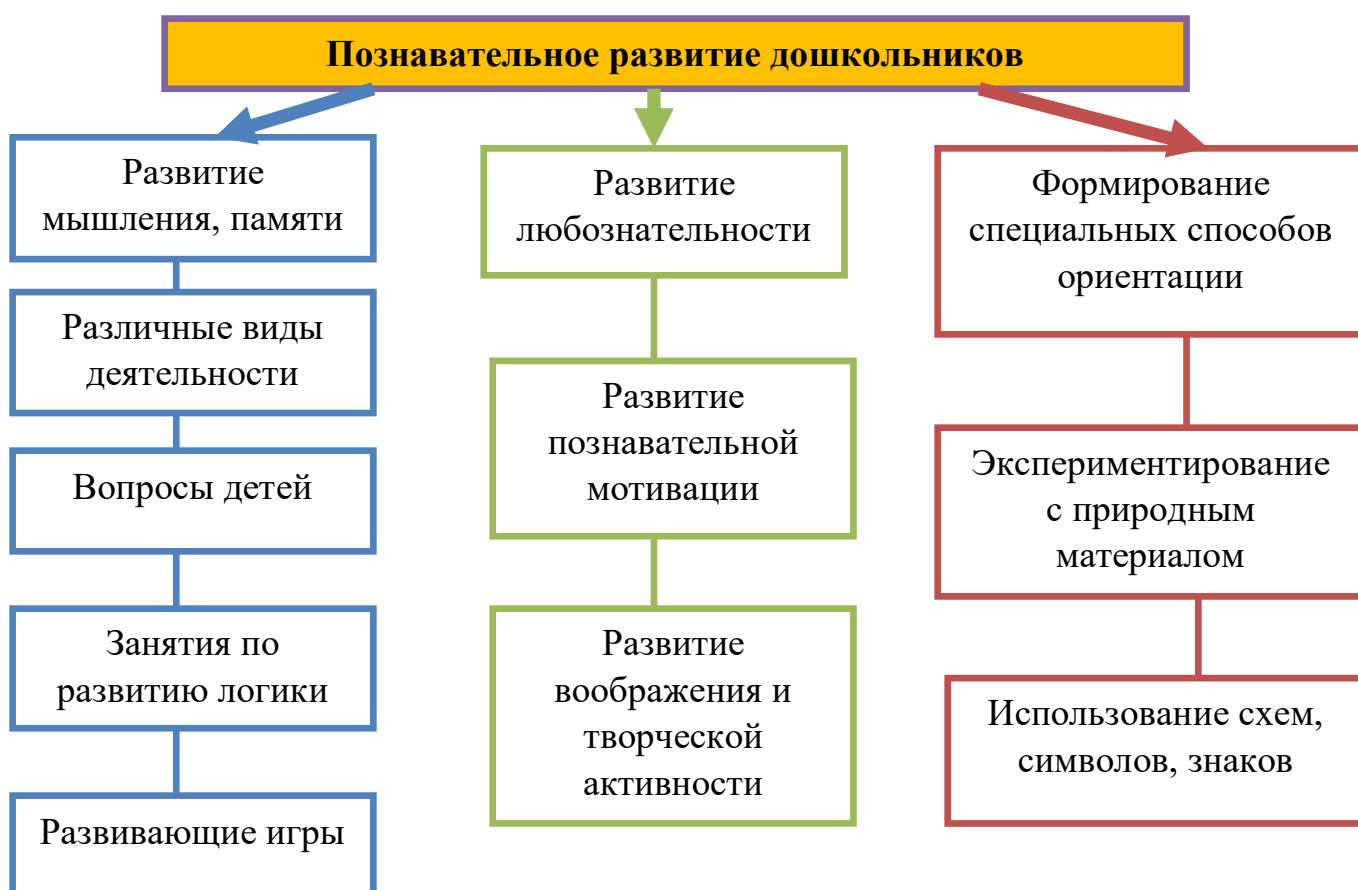 Познавательное развитие дошкольников
Развитие
мышления, памяти
Различные виды
деятельности
Вопросы детей
Занятия по
развитию логики
Развивающие игры
Развитие
любознательности
Развитие
познавательной
мотивации
Развитие
воображения и
творческой
активности
Формирование
специальных способов
ориентации
Экспериментирование
с природным
материалом
Использование схем,
символов, знаков